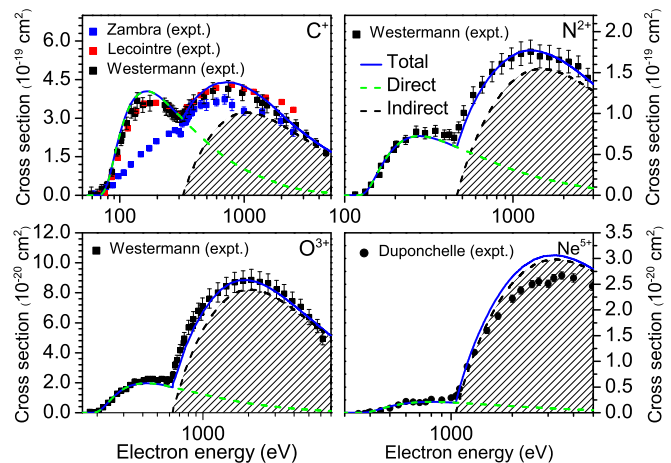 C+
Zambra (expt.)
Lecointre (expt.)
Westermann (expt.)
6.0
4.5
3.0
1.5
0.0
100
1000
Cross section (10-19 cm2)
N2+
Westermann (expt.)
Total
Direct
Indirect
2.0
1.5
1.0
0.5
0.0
100
1000
Cross section (10-19 cm2)
O3+
Westermann (expt.)
12.0
10.0
8.0
6.0
4.0
2.0
0.0
1000
Cross section (10-20 cm2)
Electron energy (eV)
Ne5+
Duponchelle (expt.)
3.5
3.0
2.5
2.0
1.5
1.0
0.5
0.0
1000
Cross section (10-20 cm2)
Electron energy (eV)